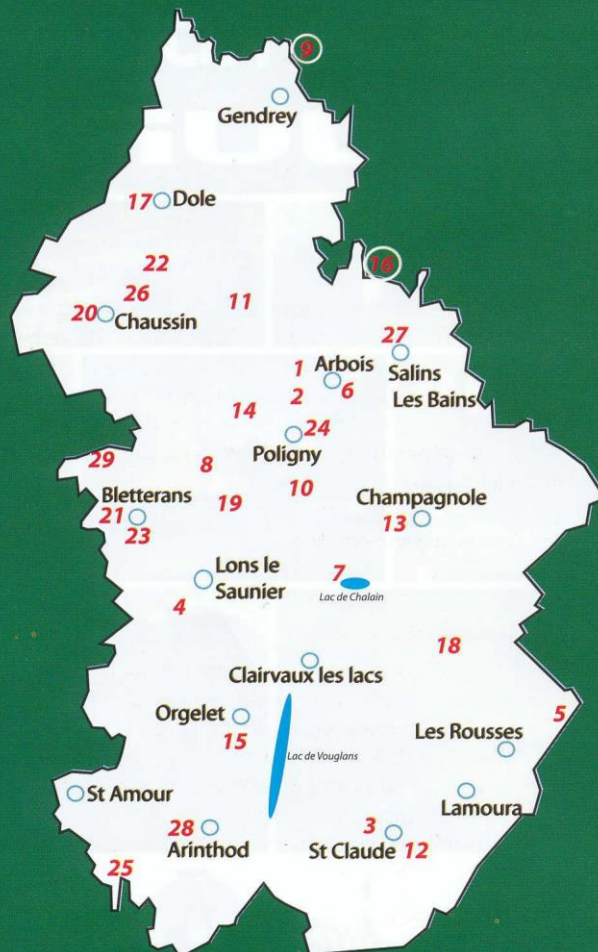 9
Gendrey
17 Dole
22
16
26
11
20
Chaussin
27
1
Arbois
Salins
Les Bains
6
2
14
24
Poligny
29
8
10
Bletterans
Champagnole
19
21
13
23
Lons le
Saunier
7
Lac de Chalain
4
18
Clairvaux les lacs
Orgelet
5
15
Les Rousses
Lac de Vouglans
St Amour
Lamoura
28
3
Arinthod
St Claude 12
25